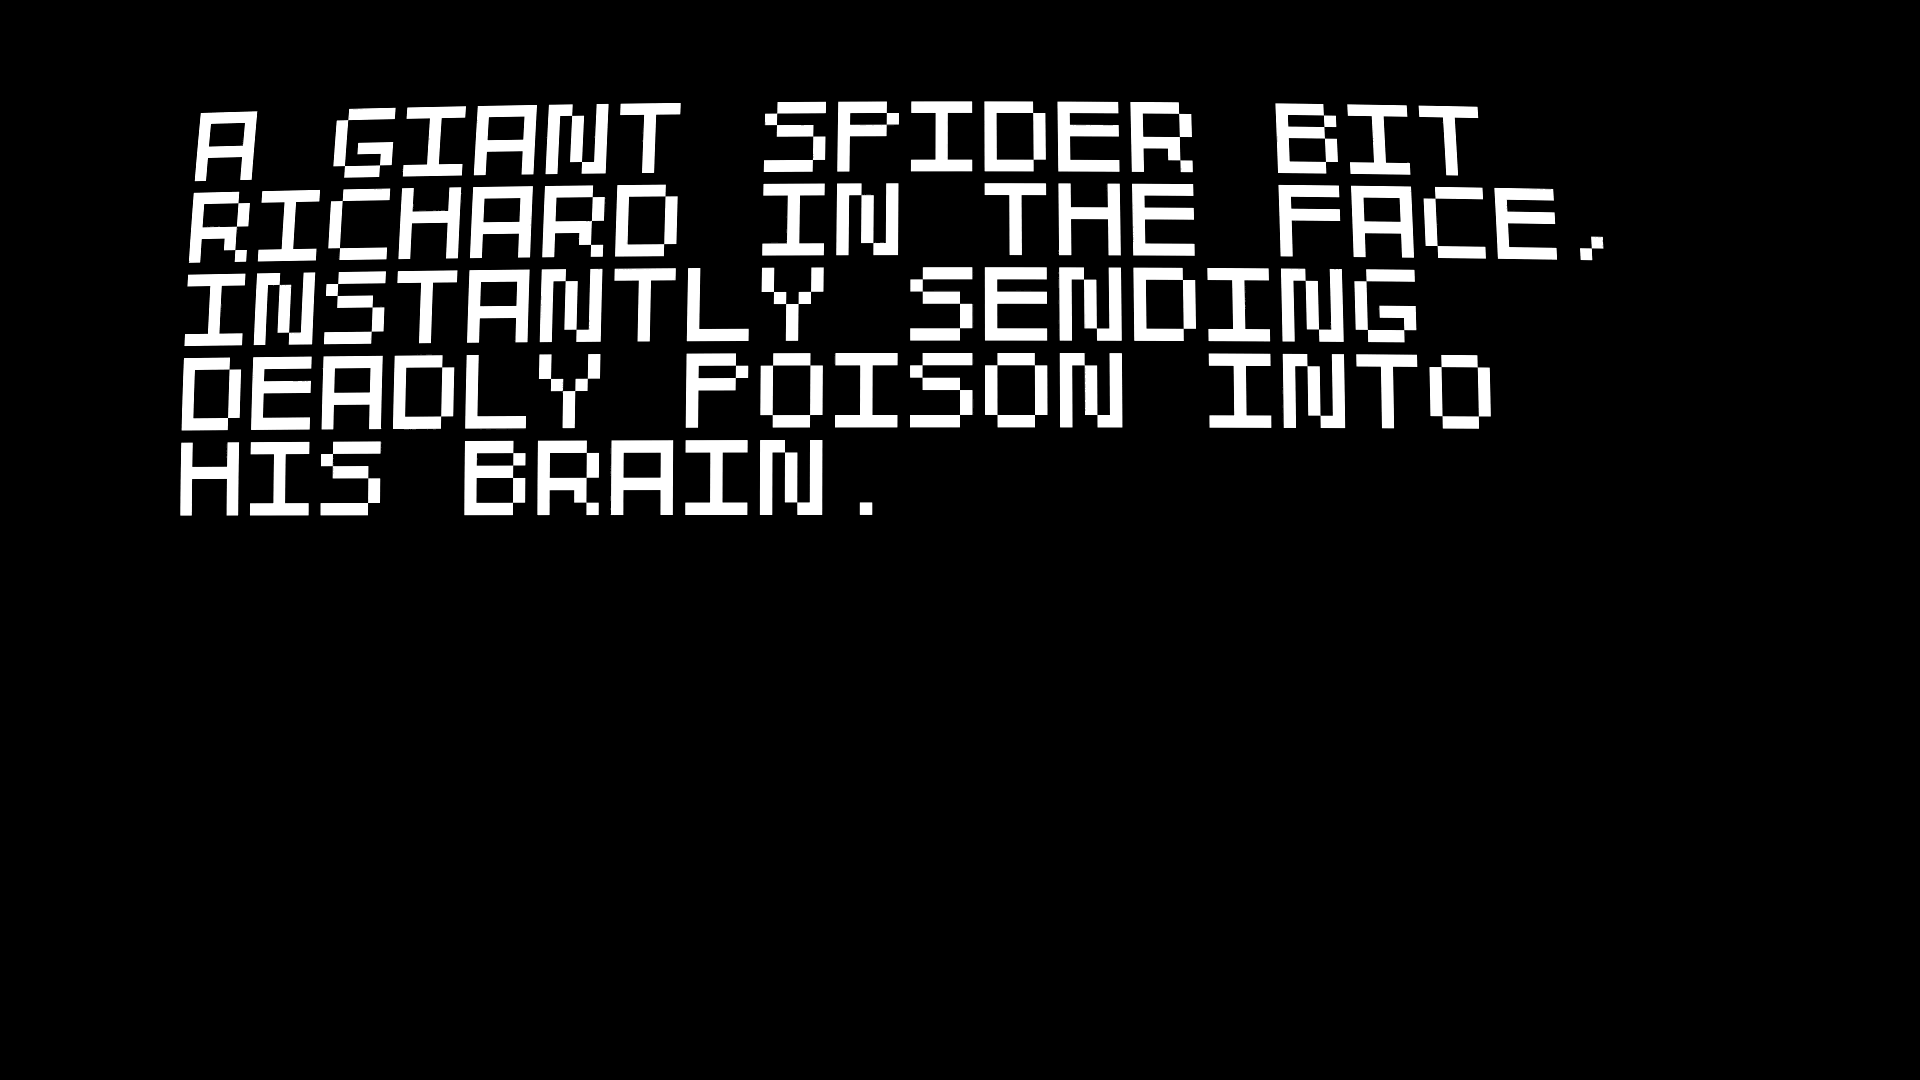 A GIANT SPIDER BIT
RICHARD IN THE FACE,
INSTANTLY SENDING
DEADLY POISON INTO
HIS BRAIN.